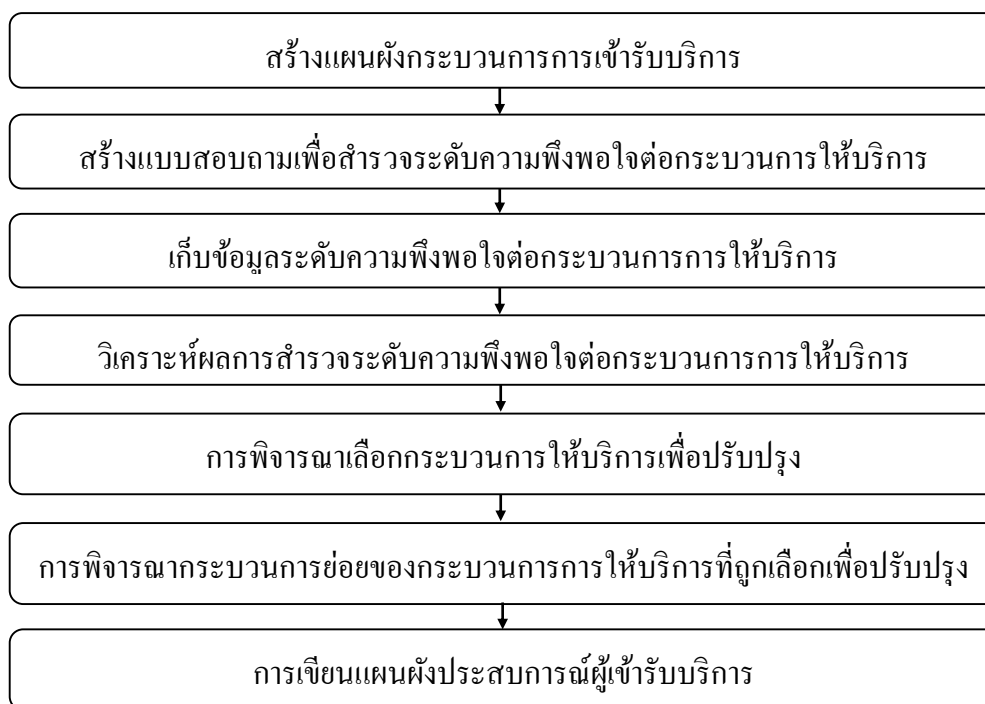 สร้างแผนผังกระบวนการการเข้ารับบริการ
สร้างแบบสอบถามเพื่อสำรวจระดับความพึงพอใจต่อกระบวนการให้บริการ
เก็บข้อมูลระดับความพึงพอใจต่อกระบวนการการให้บริการ
วิเคราะห์ผลการสำรวจระดับความพึงพอใจต่อกระบวนการการให้บริการ
การพิจารณาเลือกกระบวนการให้บริการเพื่อปรับปรุง
การพิจารณากระบวนการย่อยของกระบวนการการให้บริการที่ถูกเลือกเพื่อปรับปรุง
การเขียนแผนผังประสบการณ์ผู้เข้ารับบริการ